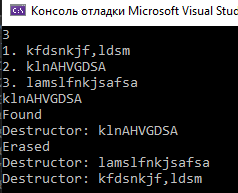 Консоль отладки Microsoft Visual Stud
3
1. kfdsnkjf,ldsm
2. klnAHVGDSA
3. lamslfnkjsafsa
klnAHVGDSA
Found
Destructor: klnAHVGDSA
Erased
Destructor: lamslfnkjsafsa
Destructor: kfdsnkjf,ldsm